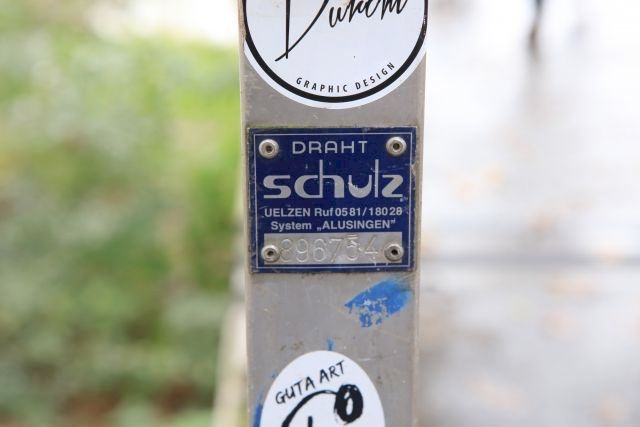 GRAPHIC DESIGN
DRAHT
schulz
UELZEN Ruf 0581/18028
System „ALUSINGEN"
896754
GUTA ART